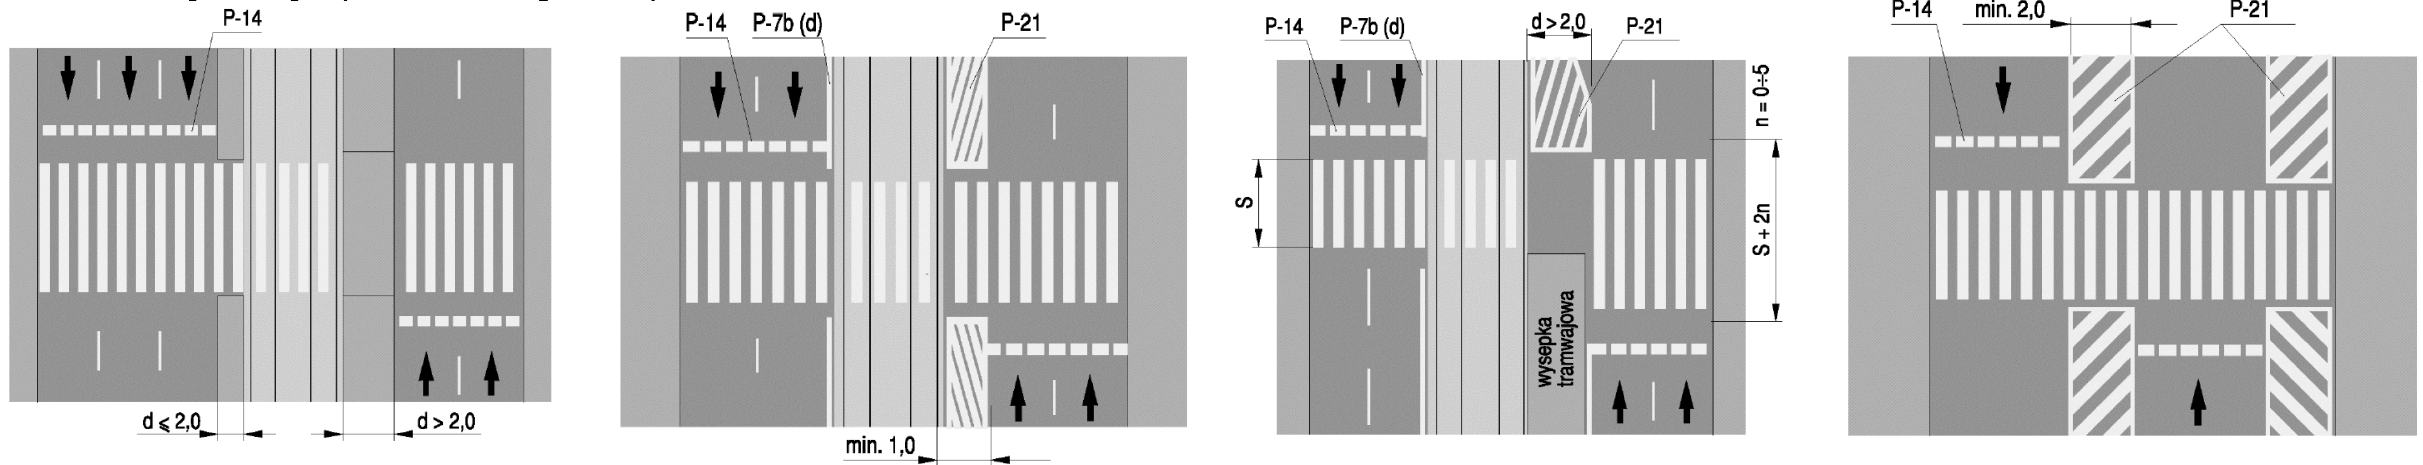 P-14
d ⩽ 2,0
d > 2,0
P-14
P-7b (d)
P-21
min. 1,0
P-14
P-7b (d)
d > 2,0
P-21
n = 0÷5
S
S + 2n
wysepka
tramwajowa
P-14
min. 2,0
P-21